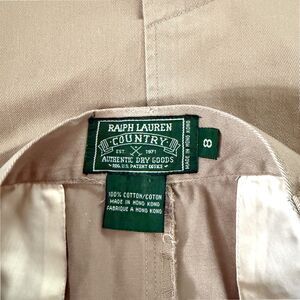 RALPH LAUREN
COUNTRY
EST. 1971
AUTHENTIC DRY GOODS
REG. U.S. PATENT OFFICE
MADE IN HONG KONG
8
100% COTTON/COTON
MADE IN HONG KONG
FABRIQUE A HONG KONG